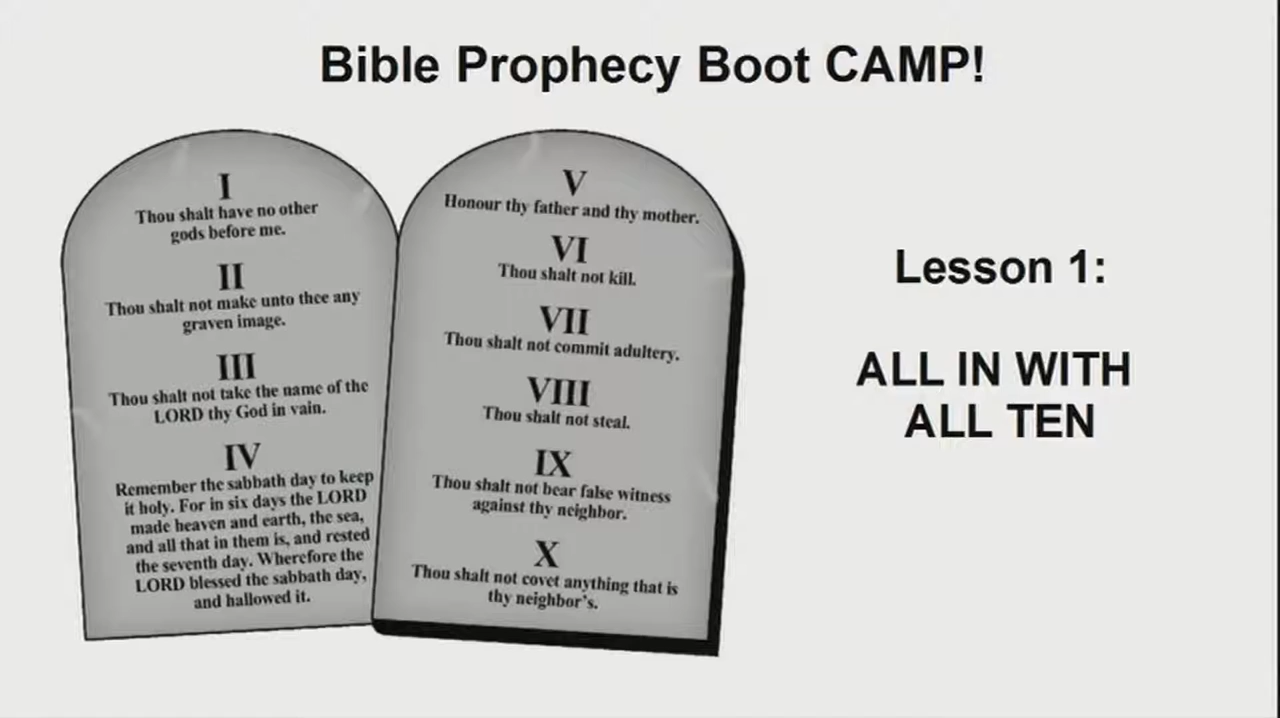 Bible Prophecy Boot CAMP!
I
Thou shalt have no other
gods before me.
II
Thou shalt not make unto thee any
graven image.
III
Thou shalt not take the name of the
LORD thy God in vain.
IV
Remember the sabbath day to keep
it holy. For in six days the LORD
made heaven and earth, the sea,
and all that in them is, and rested
the seventh day. Wherefore the
LORD blessed the sabbath day,
and hallowed it.
V
Honour thy father and thy mother.
VI
Thou shalt not kill.
VII
Thou shalt not commit adultery.
VIII
Thou shalt not steal.
IX
Thou shalt not bear false witness
against thy neighbor.
X
Thou shalt not covet anything that is
thy neighbor's.
Lesson 1:
ALL IN WITH
ALL TEN